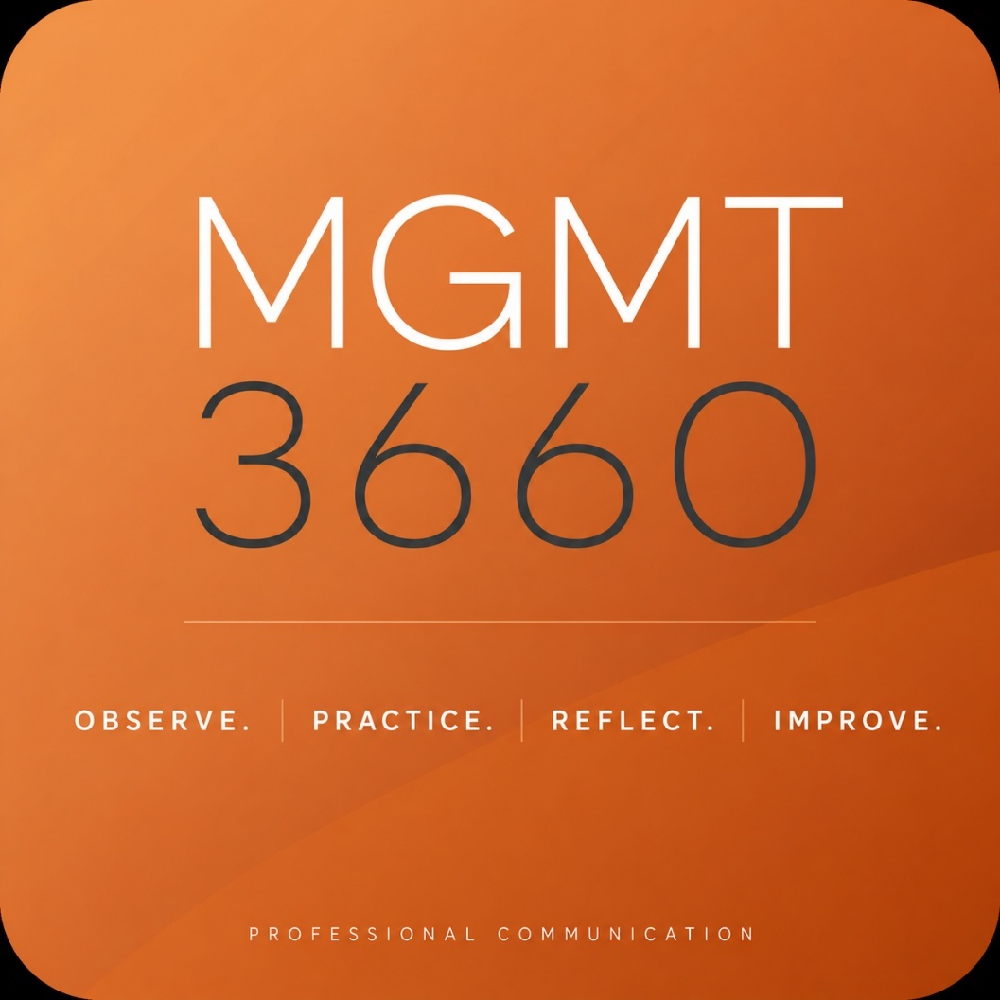 MGMT
3660
OBSERVE. PRACTICE. REFLECT. IMPROVE.
PROFESSIONAL COMMUNICATION